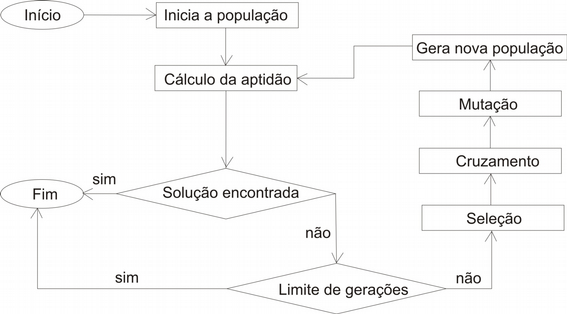 Início
Inicia a população
Gera nova população
Cálculo da aptidão
Mutação
Cruzamento
sim
Fim
Solução encontrada
Seleção
não
sim
Limite de gerações
não